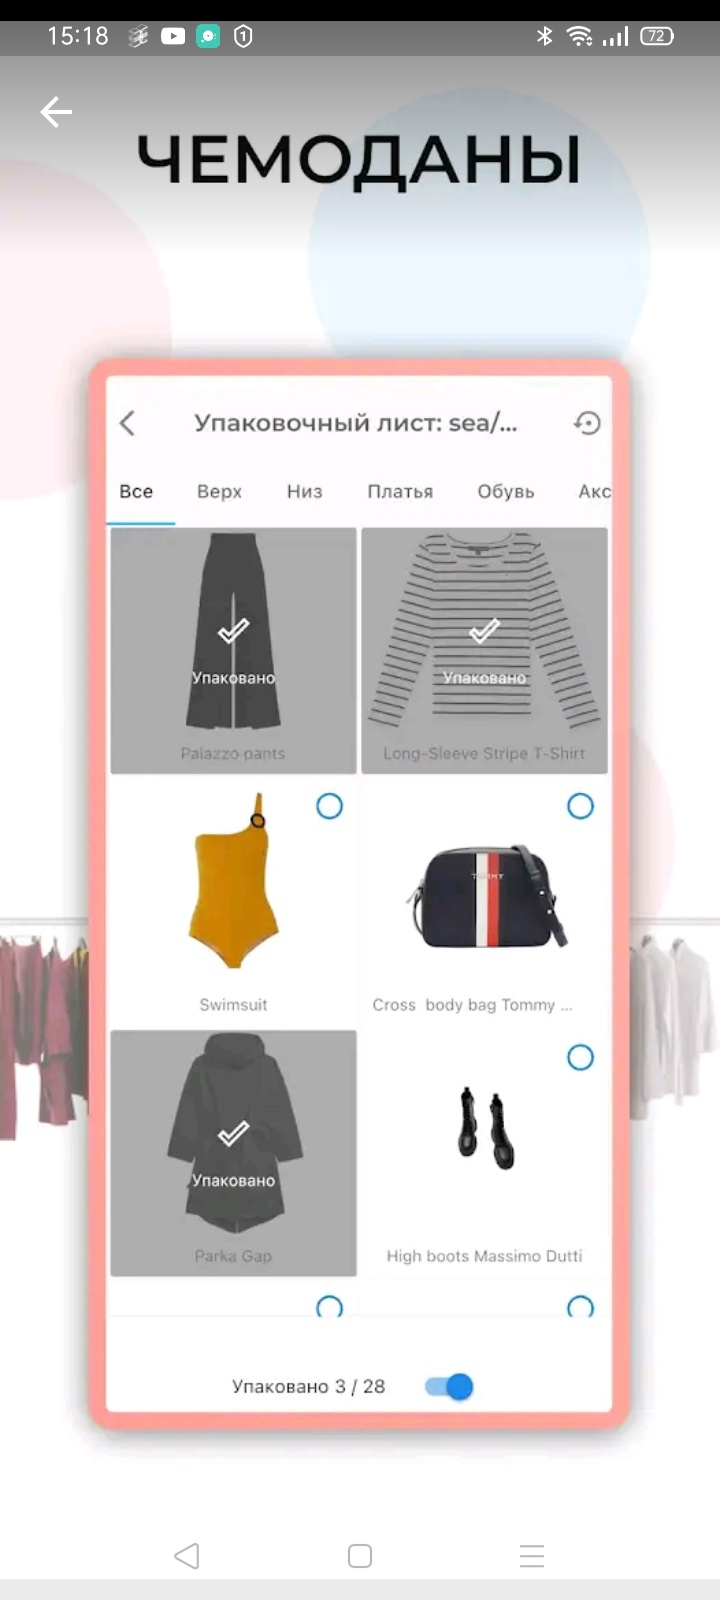 15:18
1
72
ЧЕМОДАНЫ
Упаковочный лист: sea/...
Все Верх Низ Платья Обувь Акс
Упаковано Упаковано
Palazzo pants Long-Sleeve Stripe T-Shirt
TOMMY
Swimsuit Cross body bag Tommy ...
Упаковано
Parka Gap High boots Massimo Dutti
Упаковано 3 / 28